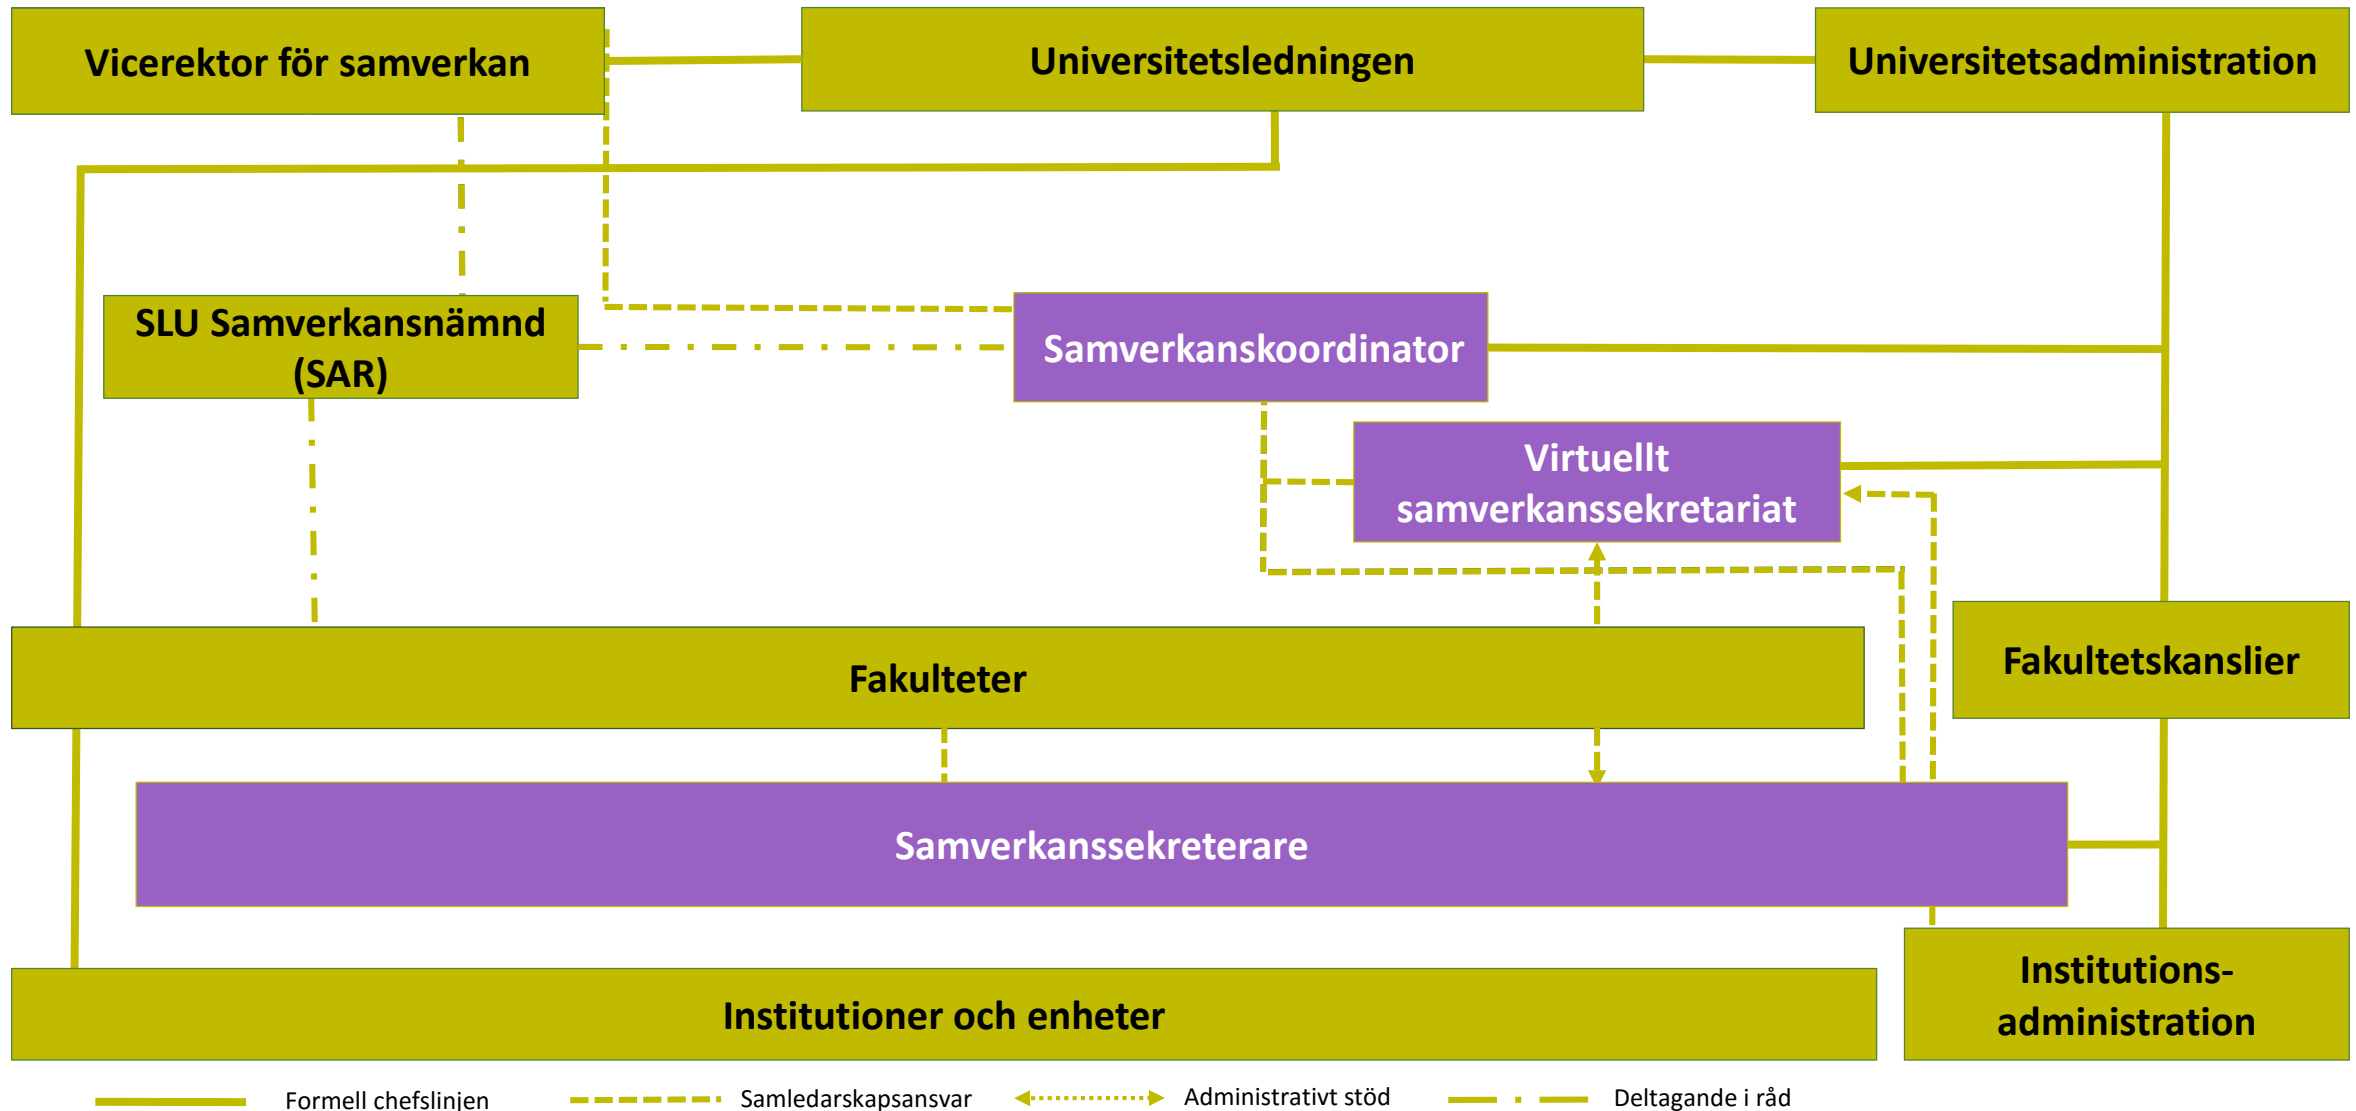 Vicerektor för samverkan
Universitetsledningen
Universitetsadministration
SLU Samverkansnämnd
(SAR)
Samverkanskoordinator
Virtuellt
samverkanssekretariat
Fakulteter
Fakultetskanslier
Samverkanssekreterare
Institutioner och enheter
Institutions-
administration
Formell chefslinjen
Samledarskapsansvar
Administrativt stöd
Deltagande i råd